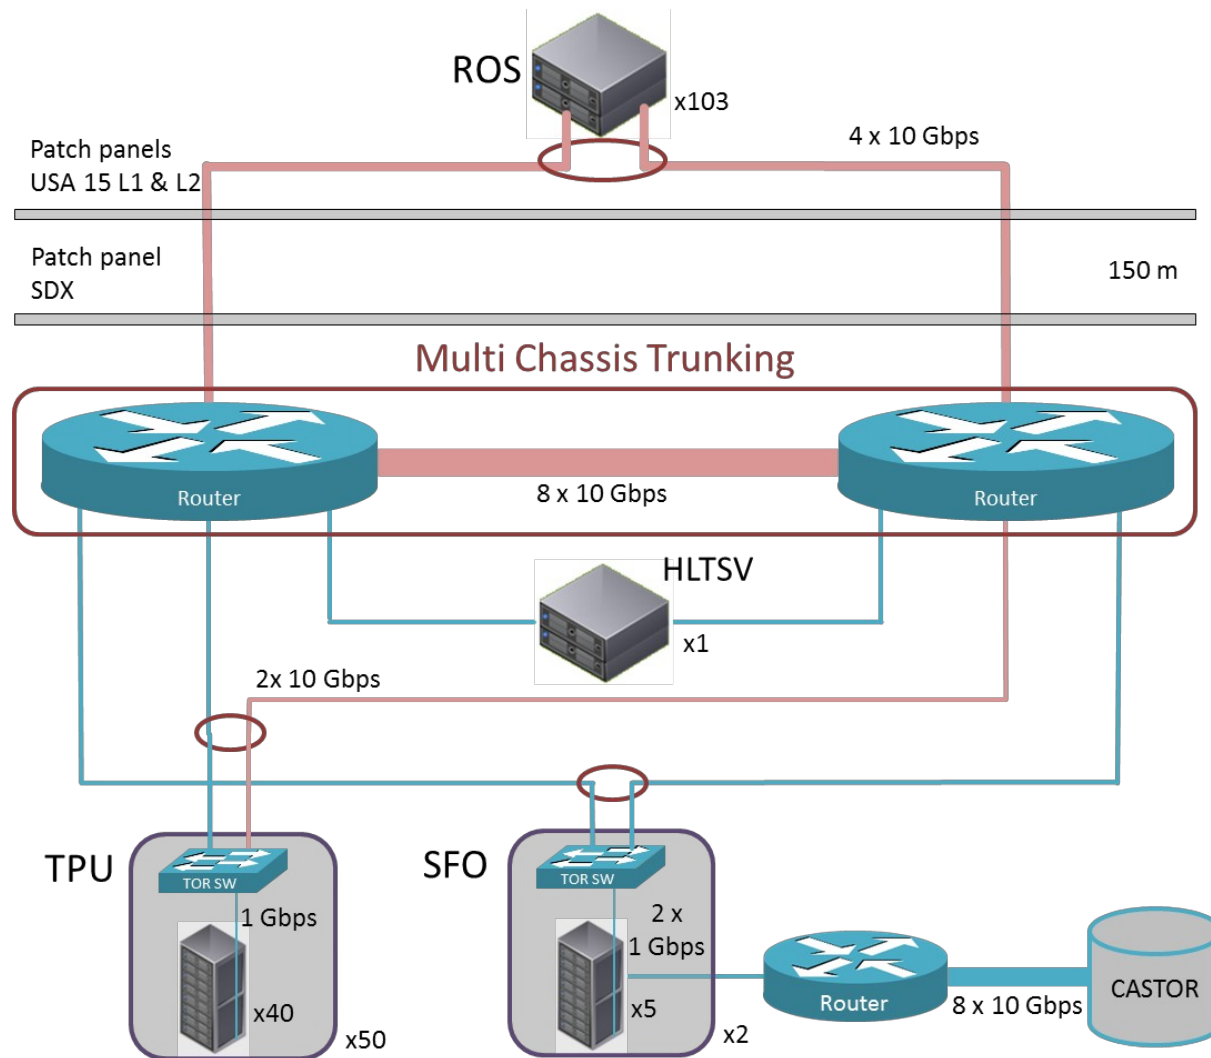 ROS
x103
4 x 10 Gbps
Patch panels
USA 15 L1 & L2
Patch panel
SDX
150 m
Multi Chassis Trunking
Router
8 x 10 Gbps
Router
HLTSV
x1
2x 10 Gbps
TPU
TOR SW
1 Gbps
x40
x50
SFO
TOR SW
2 x
1 Gbps
x5
x2
Router
8 x 10 Gbps
CASTOR